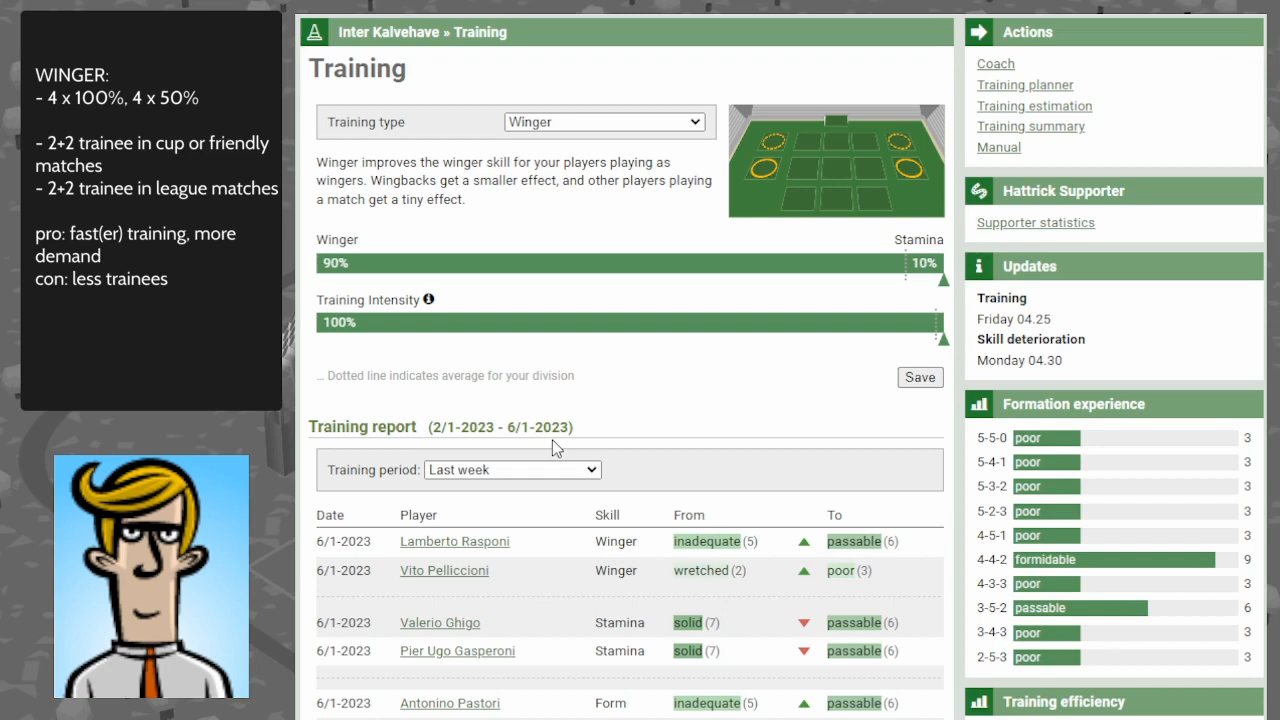 WINGER:
- 4 x 100%, 4 x 50%
- 2+2 trainee in cup or friendly
matches
- 2+2 trainee in league matches
pro: fast(er) training, more
demand
con: less trainees
Inter Kalvehave » Training
Training
Training type
Winger
Winger improves the winger skill for your players playing as
wingers. Wingbacks get a smaller effect, and other players playing
a match get a tiny effect.
Winger Stamina
90% 10%
Training Intensity
100%
... Dotted line indicates average for your division
Save
Training report (2/1-2023 - 6/1-2023)
Training period: Last week
Date Player Skill From To
6/1-2023 Lamberto Rasponi Winger inadequate (5) passable (6)
6/1-2023 Vito Pelliccioni Winger wretched (2) poor (3)
6/1-2023 Valerio Ghigo Stamina solid (7) passable (6)
6/1-2023 Pier Ugo Gasperoni Stamina solid (7) passable (6)
6/1-2023 Antonino Pastori Form inadequate (5) passable (6)
Actions
Coach
Training planner
Training estimation
Training summary
Manual
Hattrick Supporter
Supporter statistics
Updates
Training
Friday 04.25
Skill deterioration
Monday 04.30
Formation experience
5-5-0 poor 3
5-4-1 poor 3
5-3-2 poor 3
5-2-3 poor 3
4-5-1 poor 3
4-4-2 formidable 9
4-3-3 poor 3
3-5-2 passable 6
3-4-3 poor 3
2-5-3 poor 3
Training efficiency